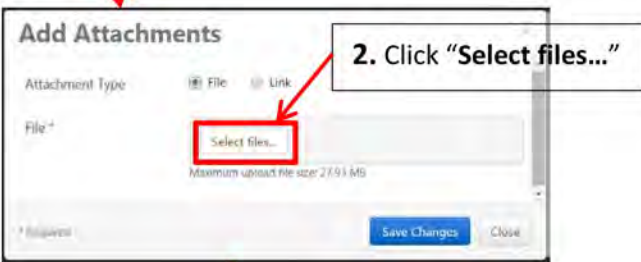 Add Attachments
2. Click “Select files…”
Attachment Type
File
Link
File *
Select files...
Maximum upload file size: 27.93 MB
* Required
Save Changes
Close